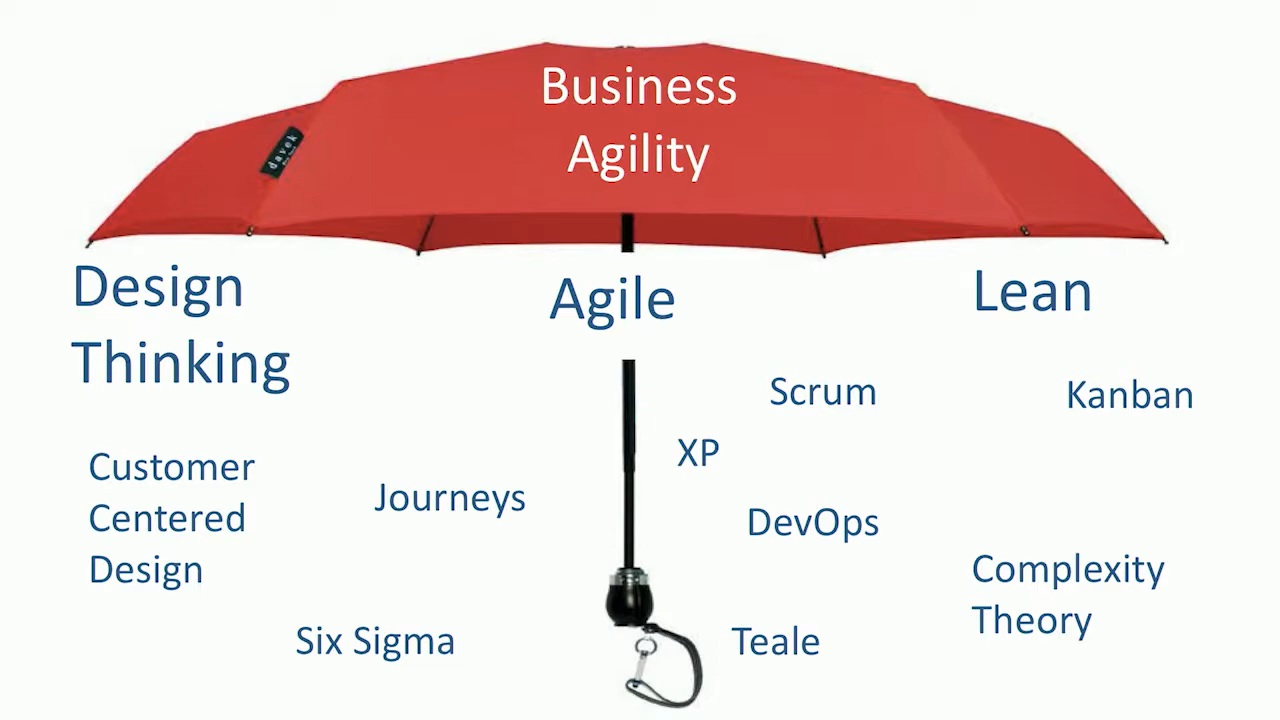 Business
Agility
davek
Design
Thinking
Agile
Lean
Scrum
Kanban
XP
Customer
Centered
Design
Journeys
DevOps
Complexity
Theory
Six Sigma
Teale